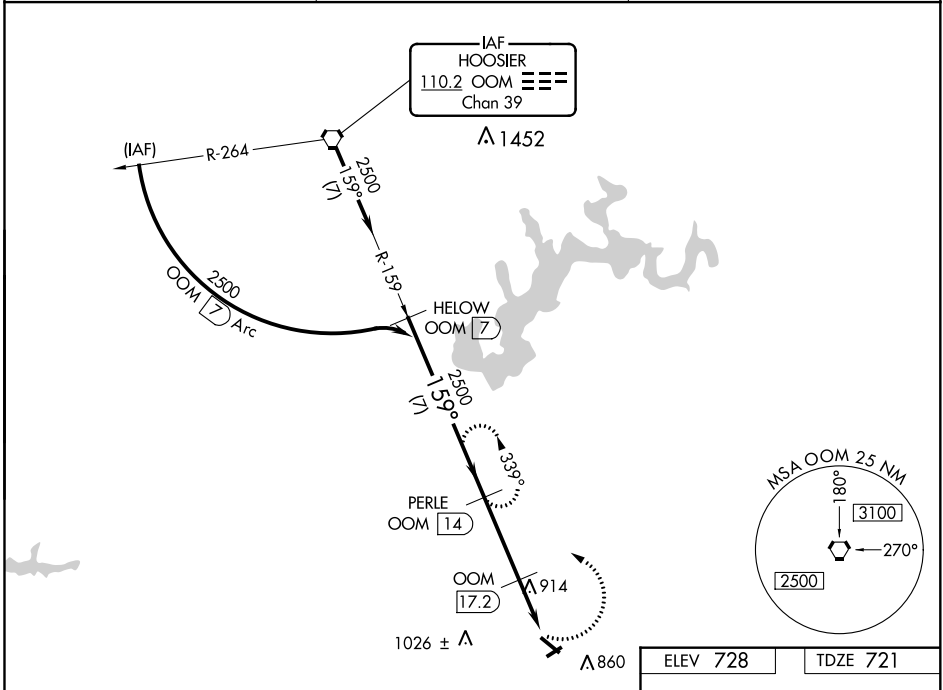 IAF
HOOSIER
110.2 OOM
Chan 39
1452
(IAF)
R-264
2500
159°
(7)
R-159
2500
OOM 7 Arc
HELOW
OOM 7
2500
159°
(7)
339°
PERLE
OOM 14
OOM
17.2
914
1026 ±
860
MSA OOM 25 NM
180°
3100
270°
2500
ELEV 728
TDZE 721